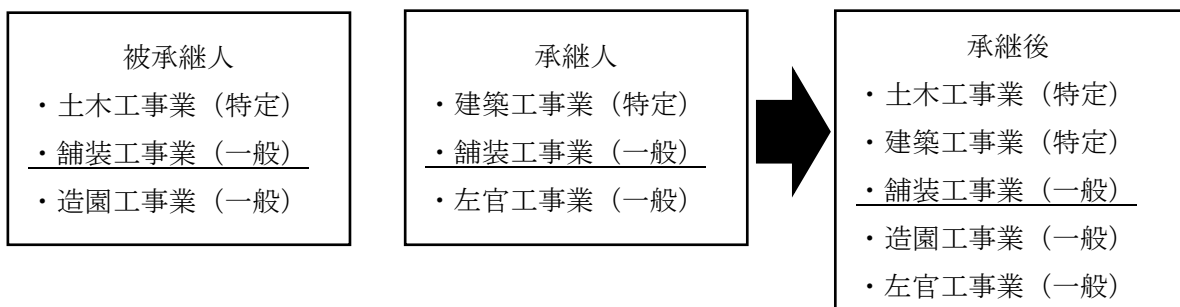 被承継人
・土木工事業（特定）
・舗装工事業（一般）
・造園工事業（一般）
承継人
・建築工事業（特定）
・舗装工事業（一般）
・左官工事業（一般）
承継後
・土木工事業（特定）
・建築工事業（特定）
・舗装工事業（一般）
・造園工事業（一般）
・左官工事業（一般）